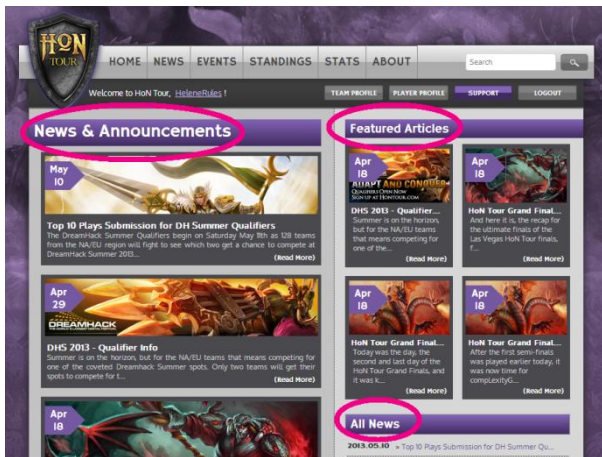 HON
TOUR
HOME NEWS EVENTS STANDINGS STATS ABOUT
Search
Welcome to HoN Tour, HeleneRules !
TEAM PROFILE PLAYER PROFILE SUPPORT LOGOUT
News & Announcements
May
10
Top 10 Plays Submission for DH Summer Qualifiers
The DreamHack Summer Qualifiers begin on Saturday May 11th as 128 teams
from the NA/EU region will fight to see which two get a chance to compete at
DreamHack Summer 2013...
(Read More)
Apr
29
DREAMHACK
DHS 2013 - Qualifier Info
Summer is on the horizon, but for the NA/EU teams that means competing for
one of the coveted Dreamhack Summer spots. Only two teams will get their
spots to compete for t...
(Read More)
Apr
18
Featured Articles
Apr
18
ADAPT AND CONQUER
QUALIFIERS OPEN NOW
SIGN UP AT HONTOUR.COM
DHS 2013 - Qualifier...
Summer is on the horizon,
but for the NA/EU teams
that means competing for
one of the...
(Read More)
Apr
18
HoN Tour Grand Final...
And here it is, the recap for
the ultimate finals of the
Las Vegas HoN Tour finals,
f...
(Read More)
Apr
18
HoN Tour Grand Final...
Today was the day, the
second and last day of the
HoN Tour Grand Finals, and
it was k...
(Read More)
Apr
18
HoN Tour Grand Final...
After the first semi-finals
was played earlier today, it
was now time for
compLexityG...
(Read More)
All News
2013.05.10 » Top 10 Plays Submission for DH Summer Qu...